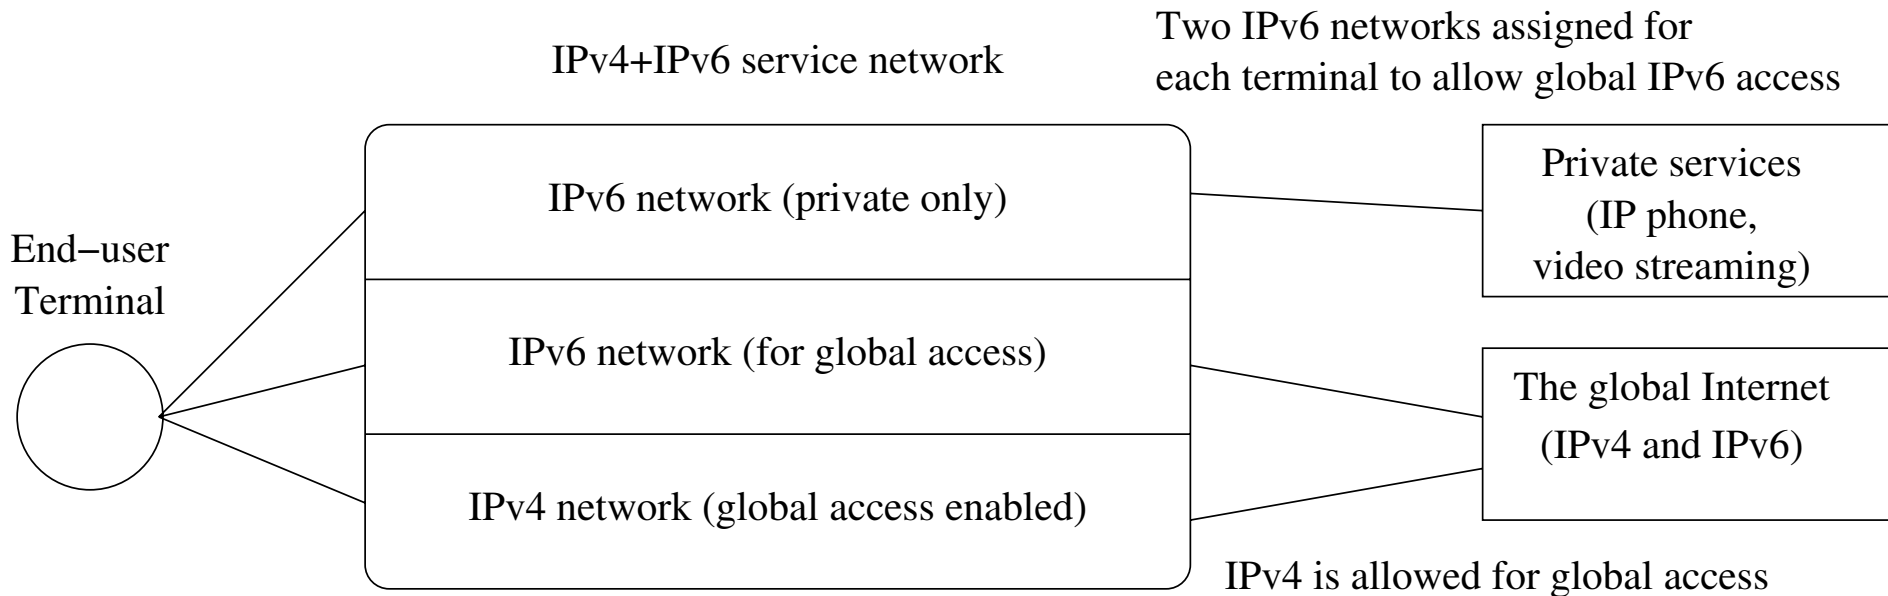 IPv4+IPv6 service network
Two IPv6 networks assigned for
each terminal to allow global IPv6 access
End−user
Terminal
IPv6 network (private only)
IPv6 network (for global access)
IPv4 network (global access enabled)
Private services
(IP phone,
video streaming)
The global Internet
(IPv4 and IPv6)
IPv4 is allowed for global access